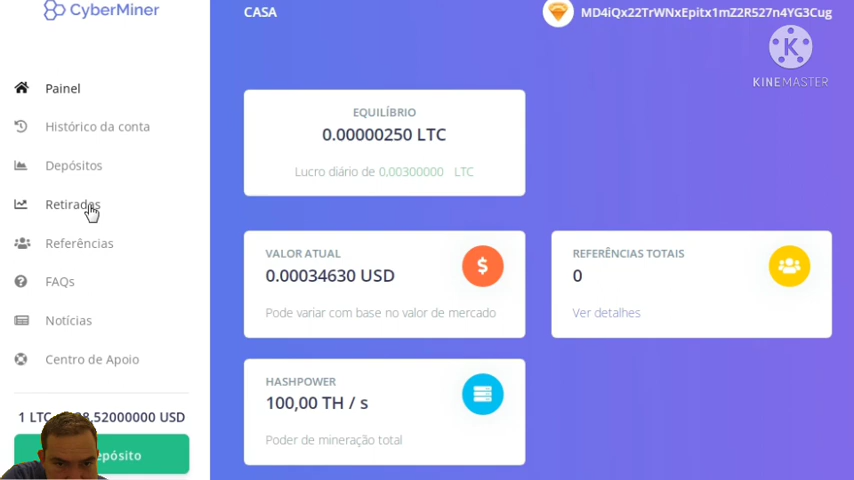 CyberMiner
CASA
MD4iQx22TrWNxEpitx1mZ2R527n4YG3Cug
KINEMASTER
Painel
Histórico da conta
Depósitos
Retirados
Referências
FAQs
Notícias
Centro de Apoio
1 LTC 8,52000000 USD
EQUILÍBRIO
0.00000250 LTC
Lucro diário de 0,00300000 LTC
VALOR ATUAL
0.00034630 USD
Pode variar com base no valor de mercado
REFERÊNCIAS TOTAIS
0
Ver detalhes
HASHPOWER
100,00 TH / s
Poder de mineração total